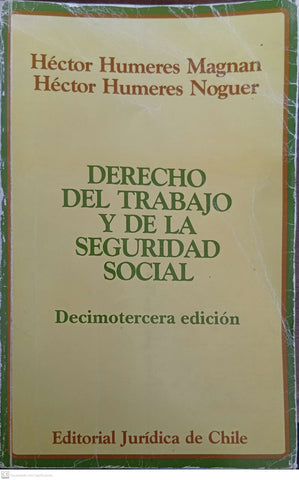 Héctor Humeres Magnan
Héctor Humeres Noguer
DERECHO
DEL TRABAJO
Y DE LA
SEGURIDAD
SOCIAL
Decimotercera edición
Editorial Jurídica de Chile